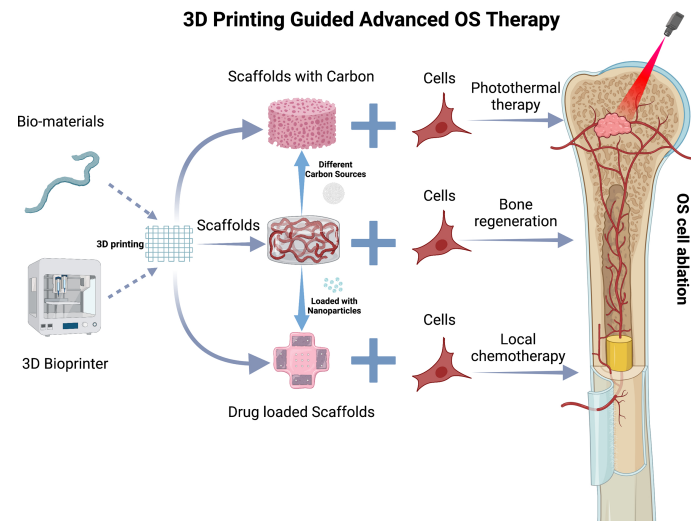 3D Printing Guided Advanced OS Therapy
Scaffolds with Carbon
Cells
Photothermal
therapy
Bio-materials
Different
Carbon Sources
Cells
Bone
regeneration
Scaffolds
3D printing
OS cell ablation
Loaded with
Nanoparticles
Cells
Local
chemotherapy
3D Bioprinter
Drug loaded Scaffolds